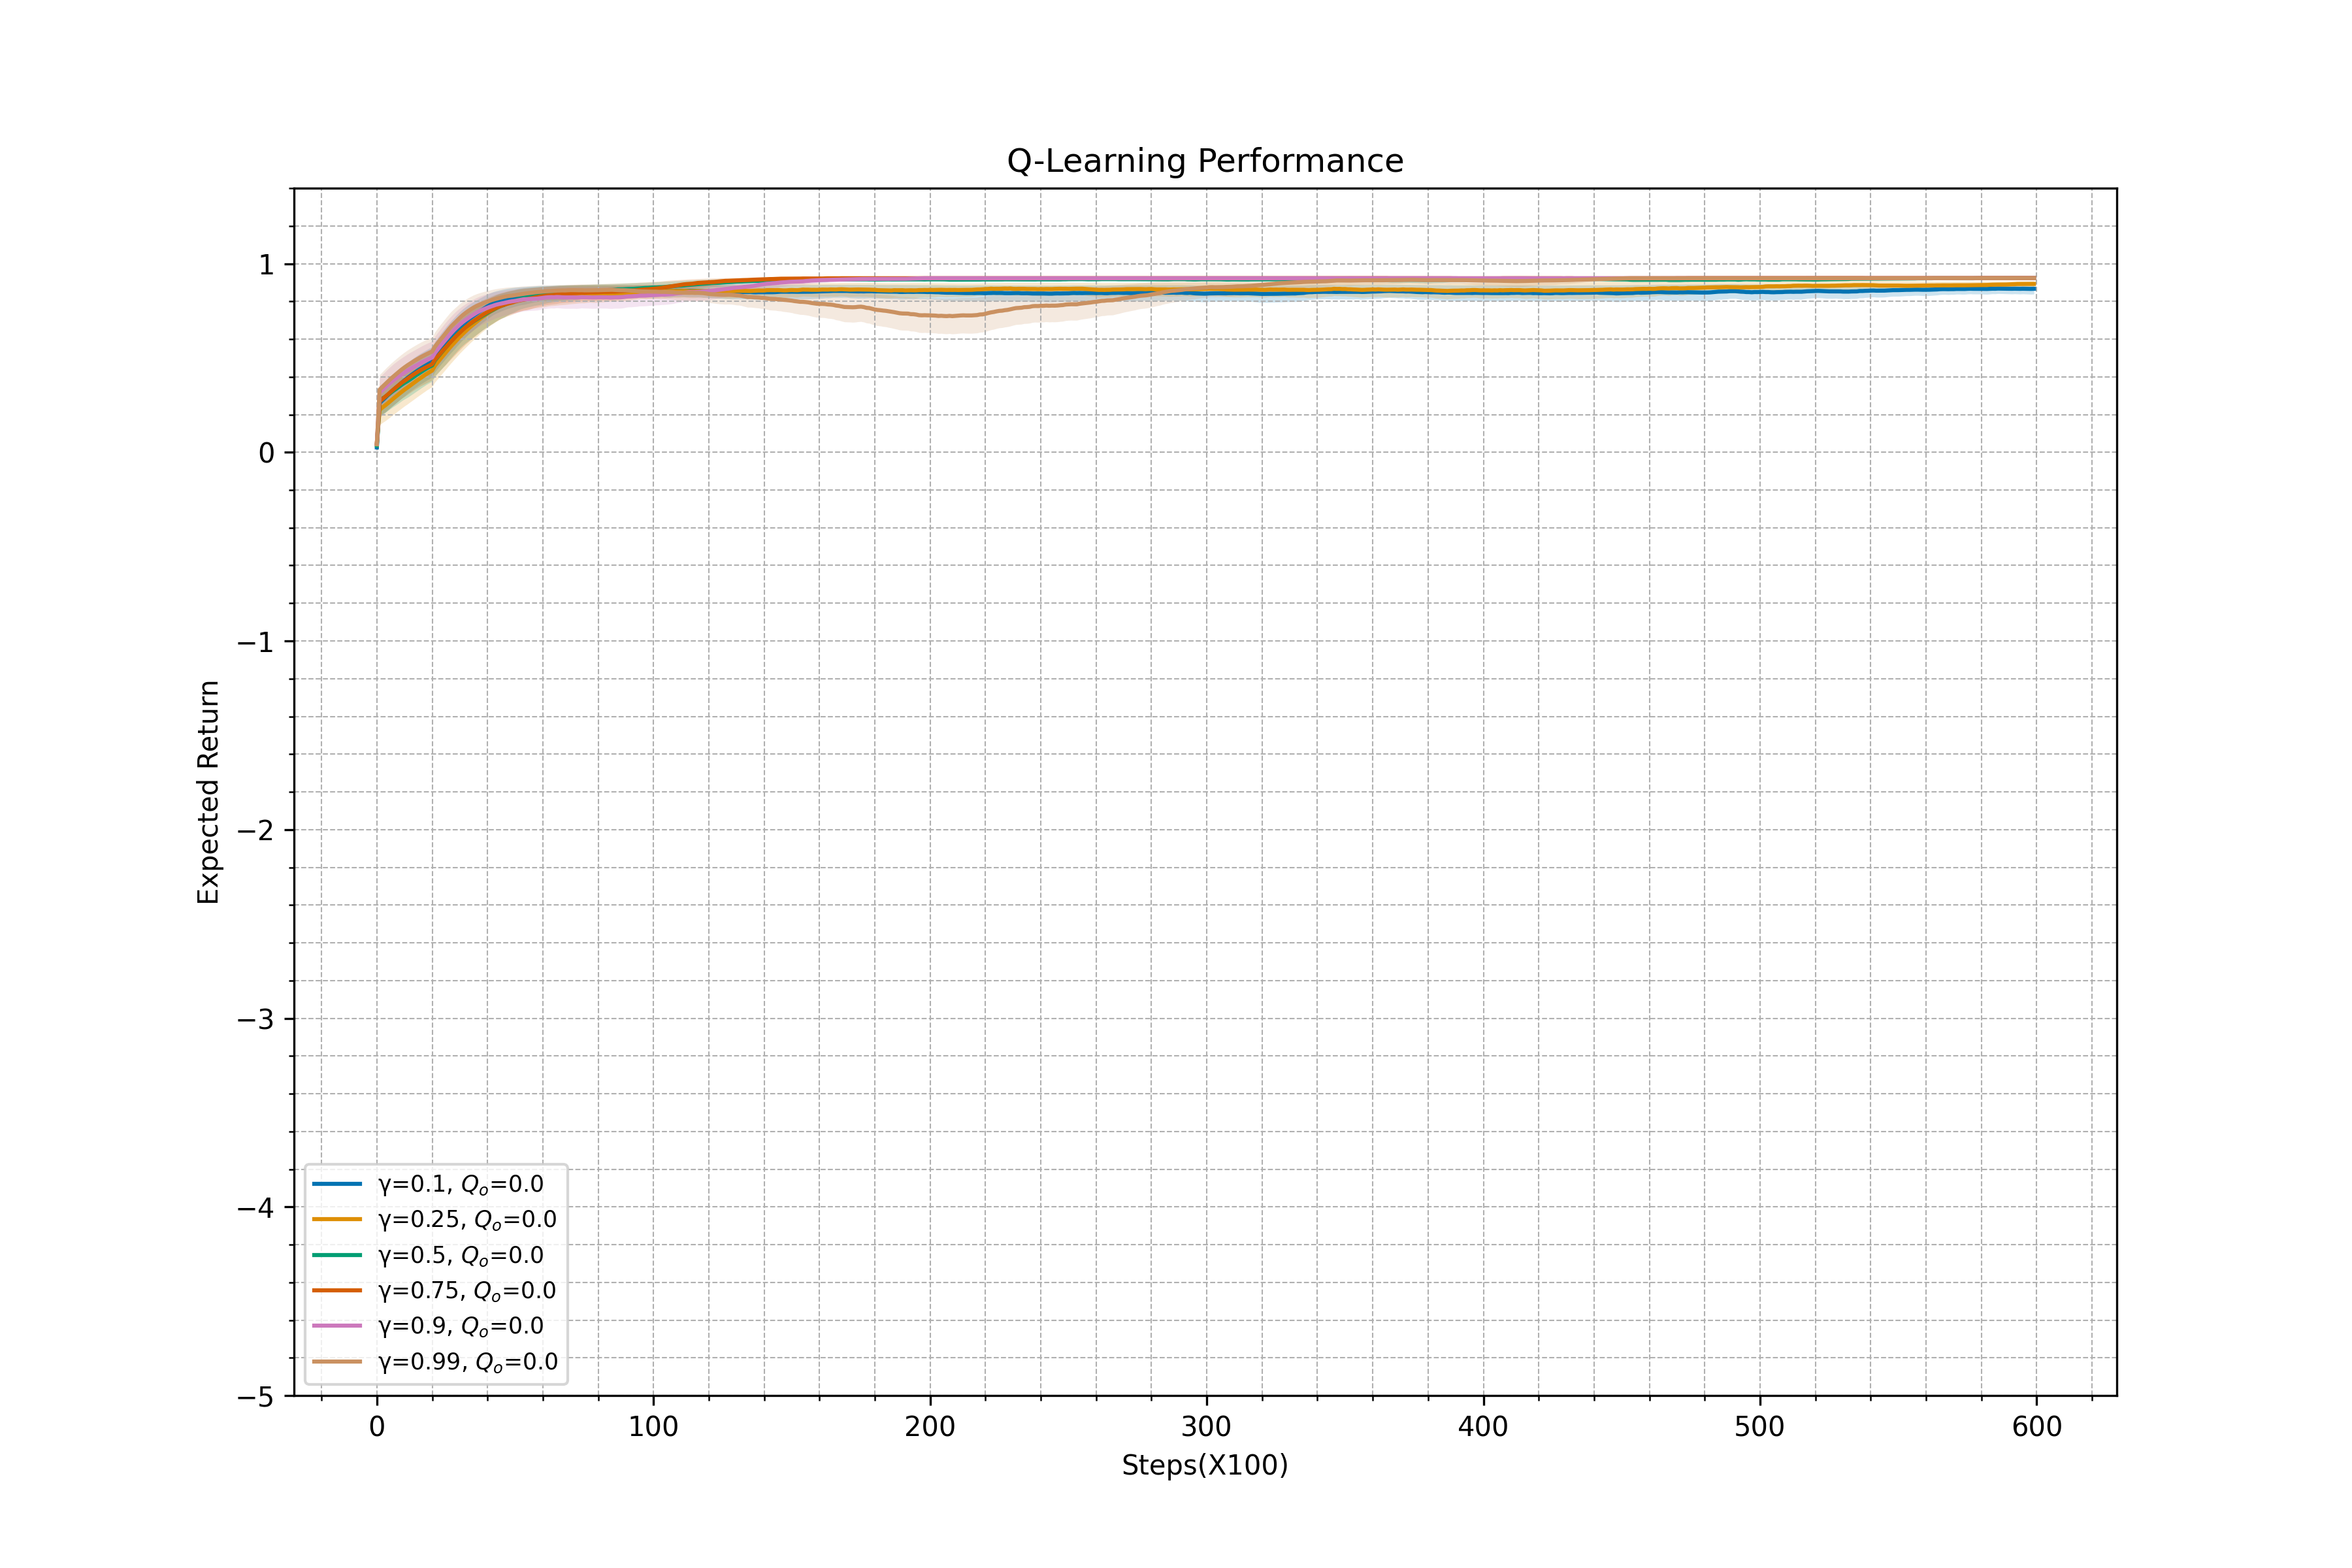 Q-Learning Performance
Expected Return
1
0
−1
−2
−3
−4
−5
γ=0.1, Qₒ=0.0
γ=0.25, Qₒ=0.0
γ=0.5, Qₒ=0.0
γ=0.75, Qₒ=0.0
γ=0.9, Qₒ=0.0
γ=0.99, Qₒ=0.0
0 100 200 300 400 500 600
Steps(X100)